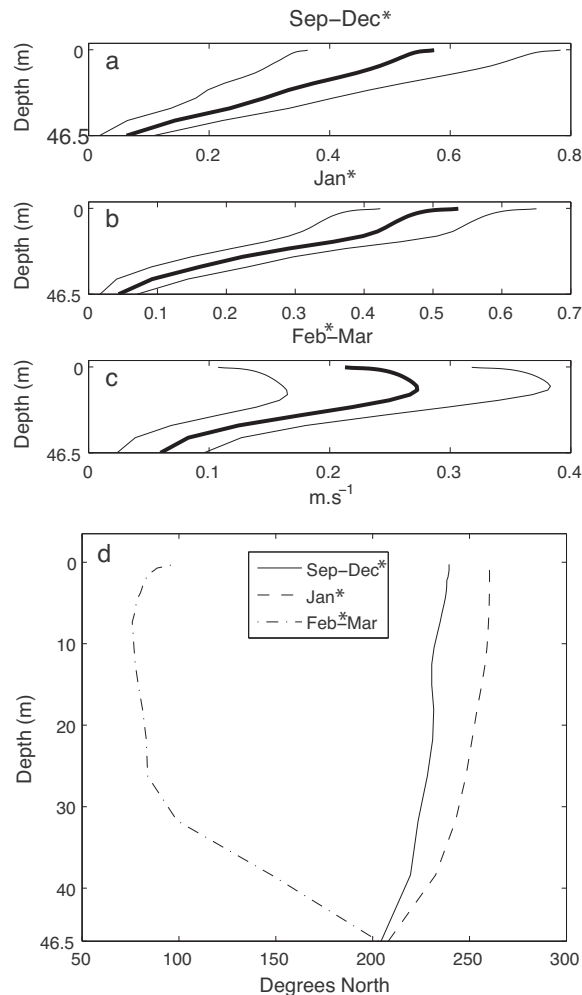 Sep–Dec*
a
Depth (m)
0
46.5
0 0.2 0.4 0.6 0.8
Jan*
b
Depth (m)
0
46.5
0 0.1 0.2 0.3 0.4 0.5 0.6 0.7
Feb*–Mar
c
Depth (m)
0
46.5
0 0.1 0.2 0.3 0.4
m.s⁻¹
d
Sep–Dec*
Jan*
Feb*–Mar
Depth (m)
0
10
20
30
40
46.5
50 100 150 200 250 300
Degrees North